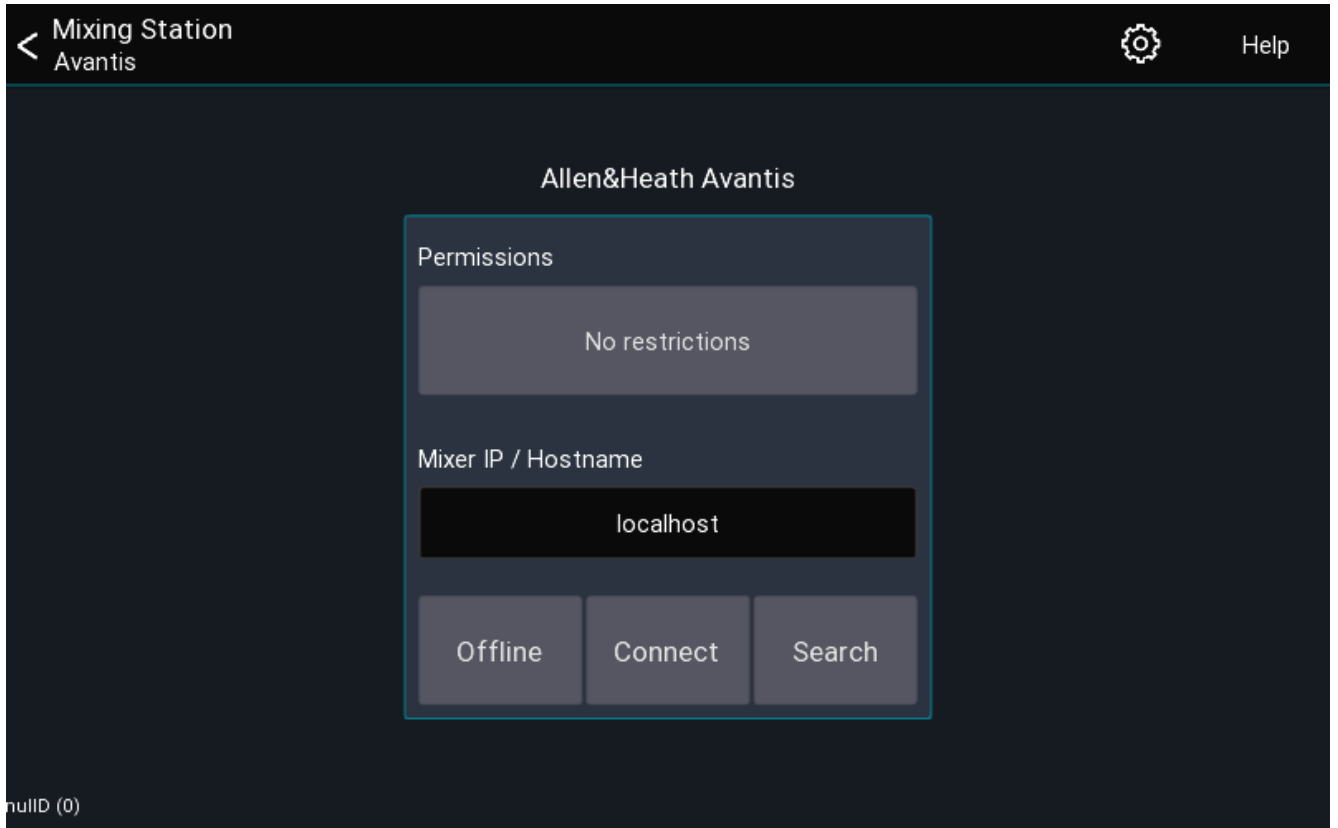 Mixing Station
Avantis
Help
Allen&Heath Avantis
Permissions
No restrictions
Mixer IP / Hostname
localhost
Offline
Connect
Search
nullD (0)